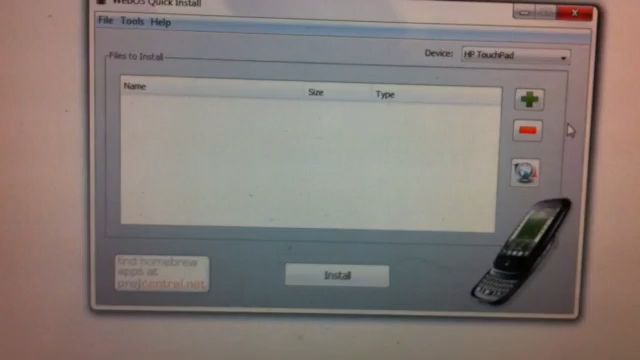 WebOS Quick Install
File Tools Help
Files to Install
Device: HP TouchPad
Name Size Type
find homebrew
apps at
precentral.net
Install